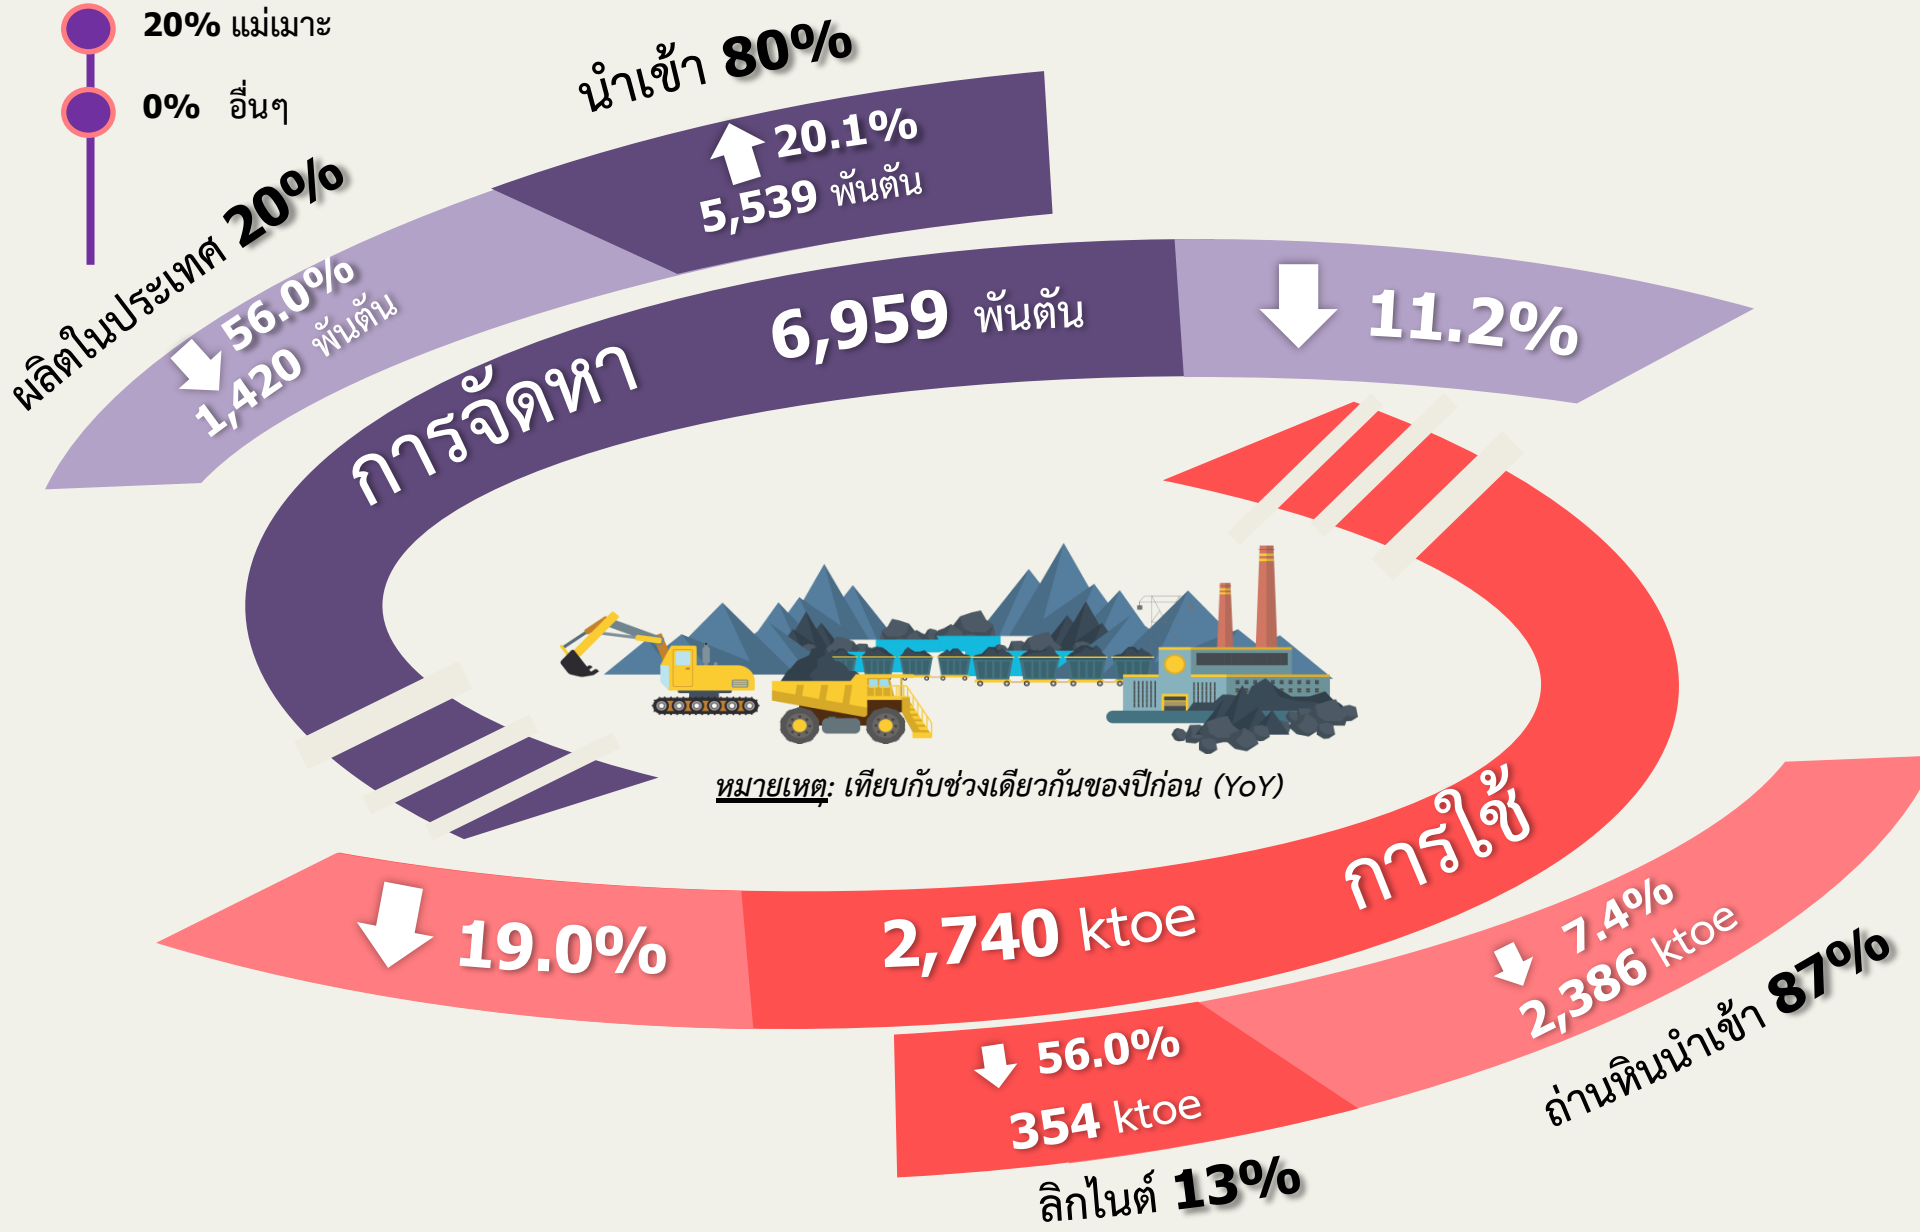 20% แม่เมาะ
0% อื่นๆ
นำเข้า 80%
20.1%
5,539 พันตัน
ผลิตในประเทศ 20%
56.0%
1,420 พันตัน
การจัดหา
6,959 พันตัน
11.2%
หมายเหตุ: เทียบกับช่วงเดียวกันของปีก่อน (YoY)
การใช้
2,740 ktoe
19.0%
7.4%
2,386 ktoe
ถ่านหินนำเข้า 87%
56.0%
354 ktoe
ลิกไนต์ 13%